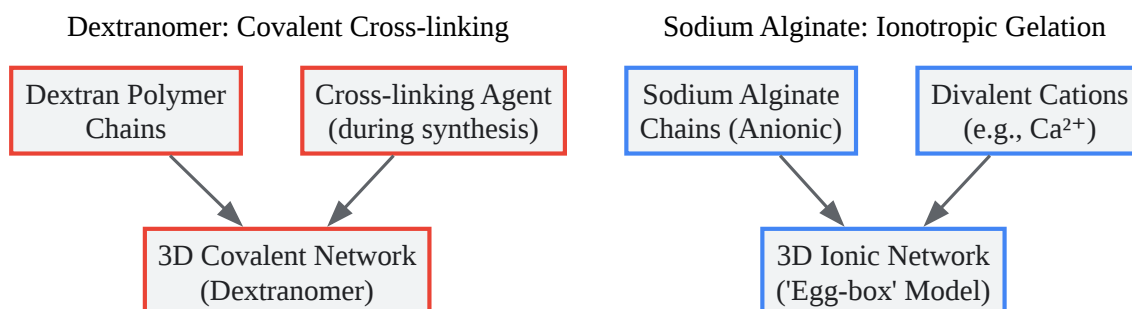 Dextranomer: Covalent Cross-linking
Dextran Polymer
Chains
Cross-linking Agent
(during synthesis)
3D Covalent Network
(Dextranomer)
Sodium Alginate: Ionotropic Gelation
Sodium Alginate
Chains (Anionic)
Divalent Cations
(e.g., Ca²⁺)
3D Ionic Network
('Egg-box' Model)